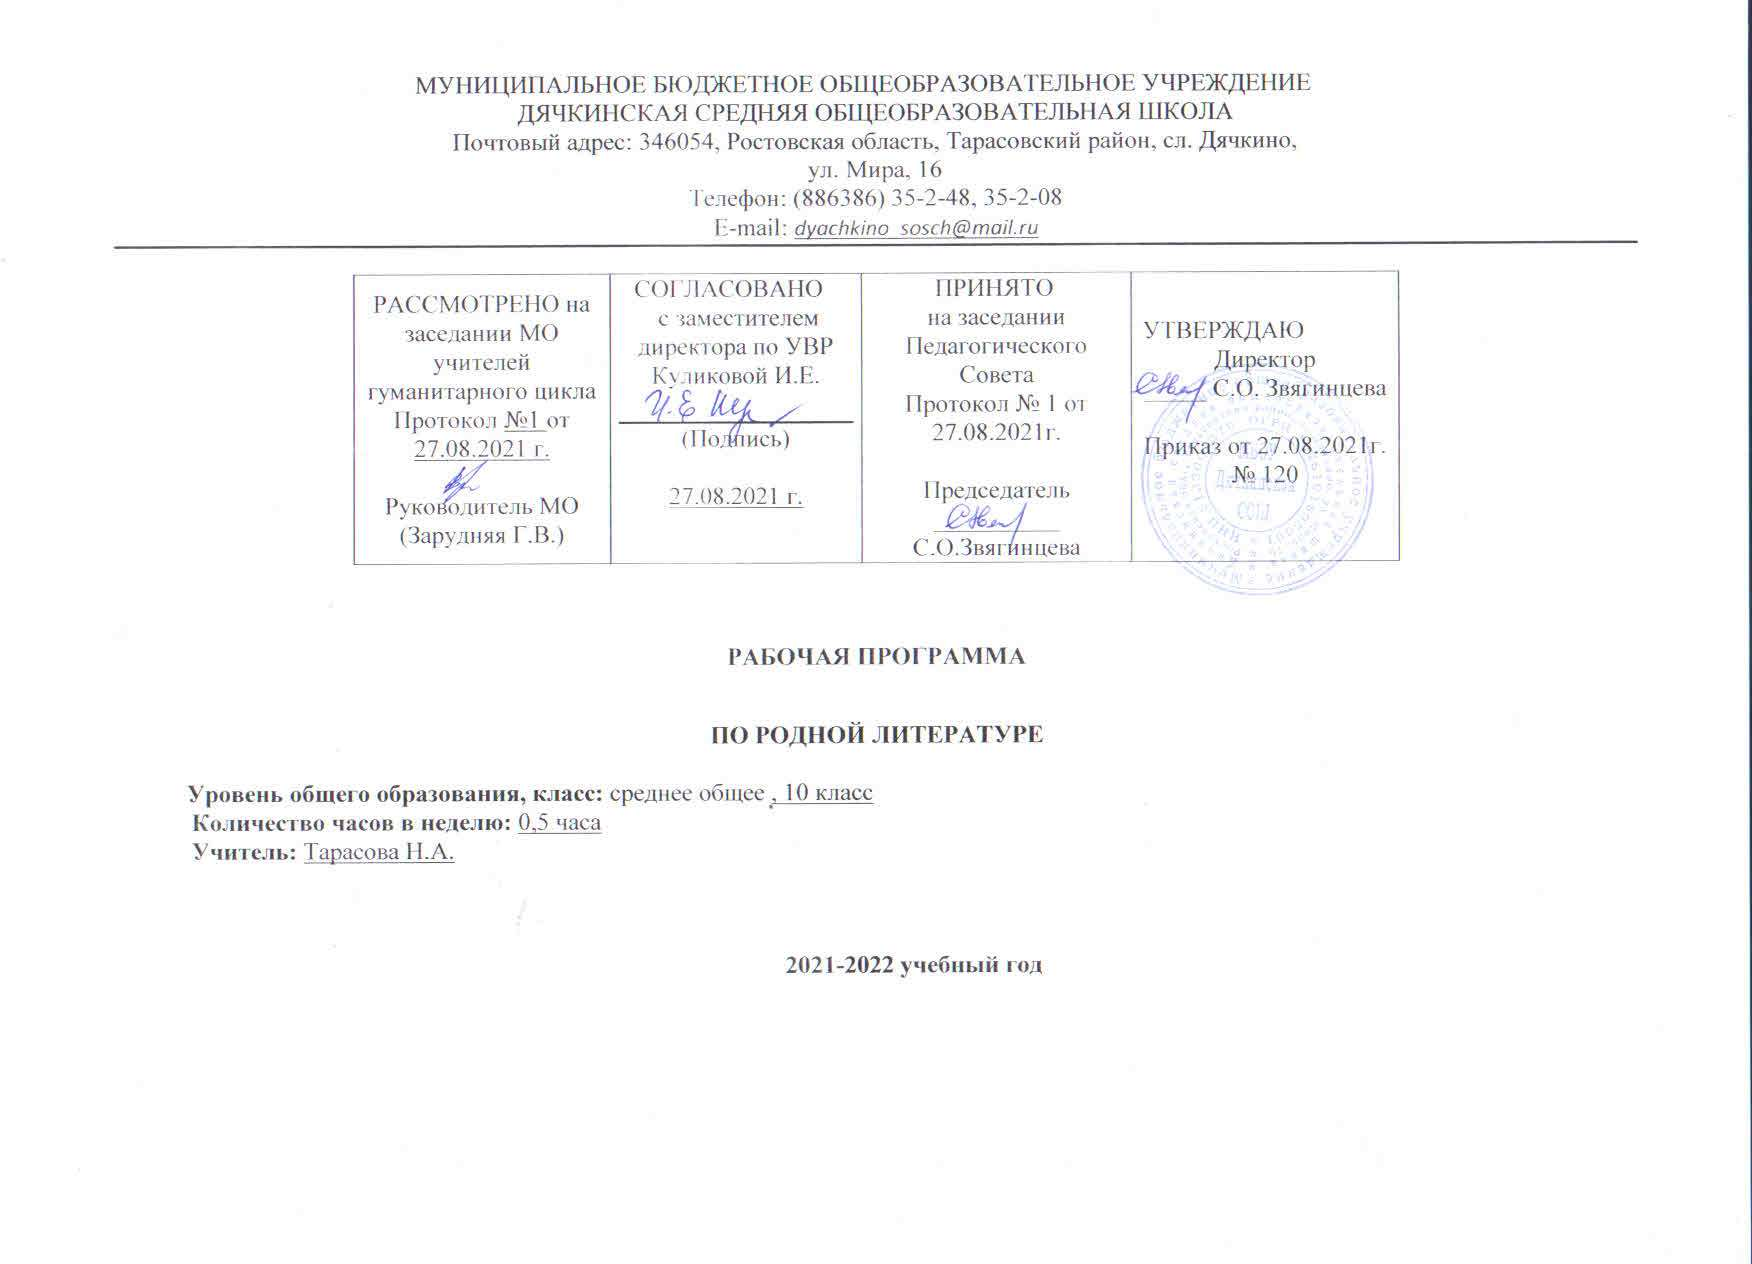 МУНИЦИПАЛЬНОЕ БЮДЖЕТНОЕ ОБЩЕОБРАЗОВАТЕЛЬНОЕ УЧРЕЖДЕНИЕ
ДЯЧКИНСКАЯ СРЕДНЯЯ ОБЩЕОБРАЗОВАТЕЛЬНАЯ ШКОЛА
Почтовый адрес: 346054, Ростовская область, Тарасовский район, сл. Дячкино,
ул. Мира, 16
Телефон: (886386) 35-2-48, 35-2-08
E-mail: dyachkino_sosch@mail.ru
РАССМОТРЕНО на
заседании МО
учителей
гуманитарного цикла
Протокол №1 от
27.08.2021 г.
Руководитель МО
(Зарудняя Г.В.)
СОГЛАСОВАНО
с заместителем
директора по УВР
Куликовой И.Е.
(Подпись)
27.08.2021 г.
ПРИНЯТО
на заседании
Педагогического
Совета
Протокол № 1 от
27.08.2021г.
Председатель
С.О.Звягинцева
УТВЕРЖДАЮ
Директор
С.О. Звягинцева
Приказ от 27.08.2021г.
№ 120
РАБОЧАЯ ПРОГРАММА
ПО РОДНОЙ ЛИТЕРАТУРЕ
Уровень общего образования, класс: среднее общее , 10 класс
Количество часов в неделю: 0,5 часа
Учитель: Тарасова Н.А.
2021-2022 учебный год